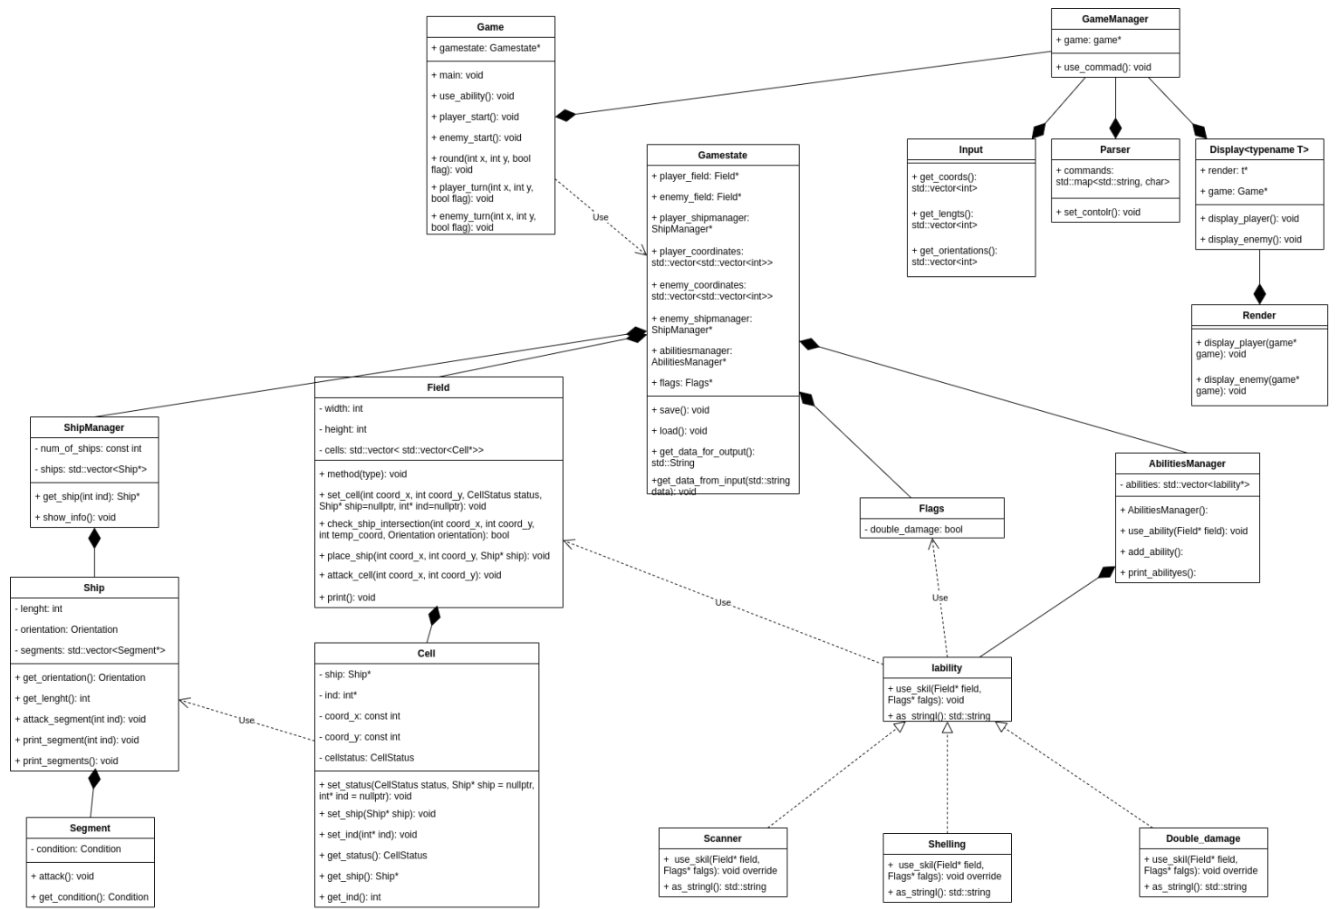 Game
+ gamestate: Gamestate*
+ main: void
+ use_ability(): void
+ player_start(): void
+ enemy_start(): void
+ round(int x, int y, bool
flag): void
+ player_turn(int x, int y,
bool flag): void
+ enemy_turn(int x, int y,
bool flag): void
GameManager
+ game: game*
+ use_commad(): void
Input
+ get_coords():
std::vector<int>
+ get_lengts():
std::vector<int>
+ get_orientations():
std::vector<int>
Parser
+ commands:
std::map<std::string, char>
+ set_contolr(): void
Display<typename T>
+ render: t*
+ game: Game*
+ display_player(): void
+ display_enemy(): void
Render
+ display_player(game*
game): void
+ display_enemy(game*
game): void
Use
Gamestate
+ player_field: Field*
+ enemy_field: Field*
+ player_shipmanager:
ShipManager*
+ player_coordinates:
std::vector<std::vector<int>>
+ enemy_coordinates:
std::vector<std::vector<int>>
+ enemy_shipmanager:
ShipManager*
+ abilitiesmanager:
AbilitiesManager*
+ flags: Flags*
+ save(): void
+ load(): void
+ get_data_for_output():
std::String
+get_data_from_input(std::string
data): void
Field
- width: int
- height: int
- cells: std::vector< std::vector<Cell*>>
+ method(type): void
+ set_cell(int coord_x, int coord_y, CellStatus status,
Ship* ship=nullptr, int* ind=nullptr): void
+ check_ship_intersection(int coord_x, int coord_y,
int temp_coord, Orientation orientation): bool
+ place_ship(int coord_x, int coord_y, Ship* ship): void
+ attack_cell(int coord_x, int coord_y): void
+ print(): void
ShipManager
- num_of_ships: const int
- ships: std::vector<Ship*>
+ get_ship(int ind): Ship*
+ show_info(): void
Ship
- lenght: int
- orientation: Orientation
- segments: std::vector<Segment*>
+ get_orientation(): Orientation
+ get_lenght(): int
+ attack_segment(int ind): void
+ print_segment(int ind): void
+ print_segments(): void
Use
Segment
- condition: Condition
+ attack(): void
+ get_condition(): Condition
Cell
- ship: Ship*
- ind: int*
- coord_x: const int
- coord_y: const int
- cellstatus: CellStatus
+ set_status(CellStatus status, Ship* ship = nullptr,
int* ind = nullptr): void
+ set_ship(Ship* ship): void
+ set_ind(int* ind): void
+ get_status(): CellStatus
+ get_ship(): Ship*
+ get_ind(): int
Flags
- double_damage: bool
Use
Use
AbilitiesManager
- abilities: std::vector<Iability*>
+ AbilitiesManager():
+ use_ability(Field* field): void
+ add_ability():
+ print_abilityes():
Iability
+ use_skil(Field* field,
Flags* falgs): void
+ as_stringI(): std::string
Scanner
+ use_skil(Field* field,
Flags* falgs): void override
+ as_stringI(): std::string
Shelling
+ use_skil(Field* field,
Flags* falgs): void override
+ as_stringI(): std::string
Double_damage
+ use_skil(Field* field,
Flags* falgs): void override
+ as_stringI(): std::string